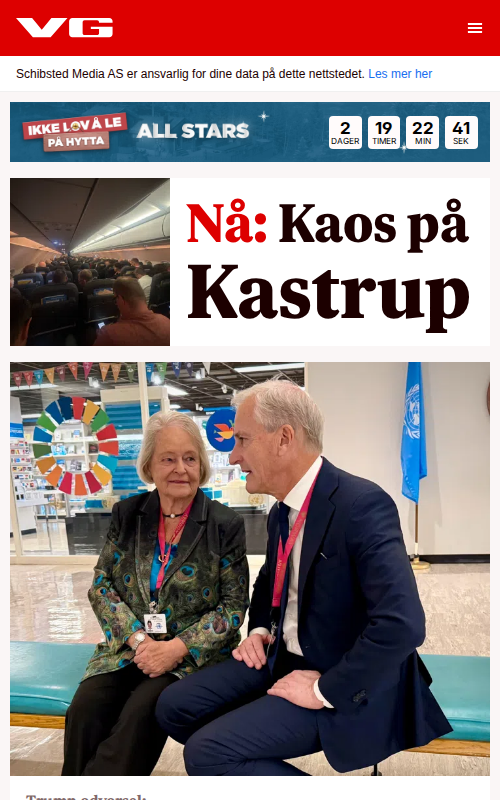 VG
Schibsted Media AS er ansvarlig for dine data på dette nettstedet. Les mer her
IKKE LOV Å LE
PÅ HYTTA
ALL STARS
2 19 22 41
DAGER TIMER MIN SEK
Nå: Kaos på
Kastrup